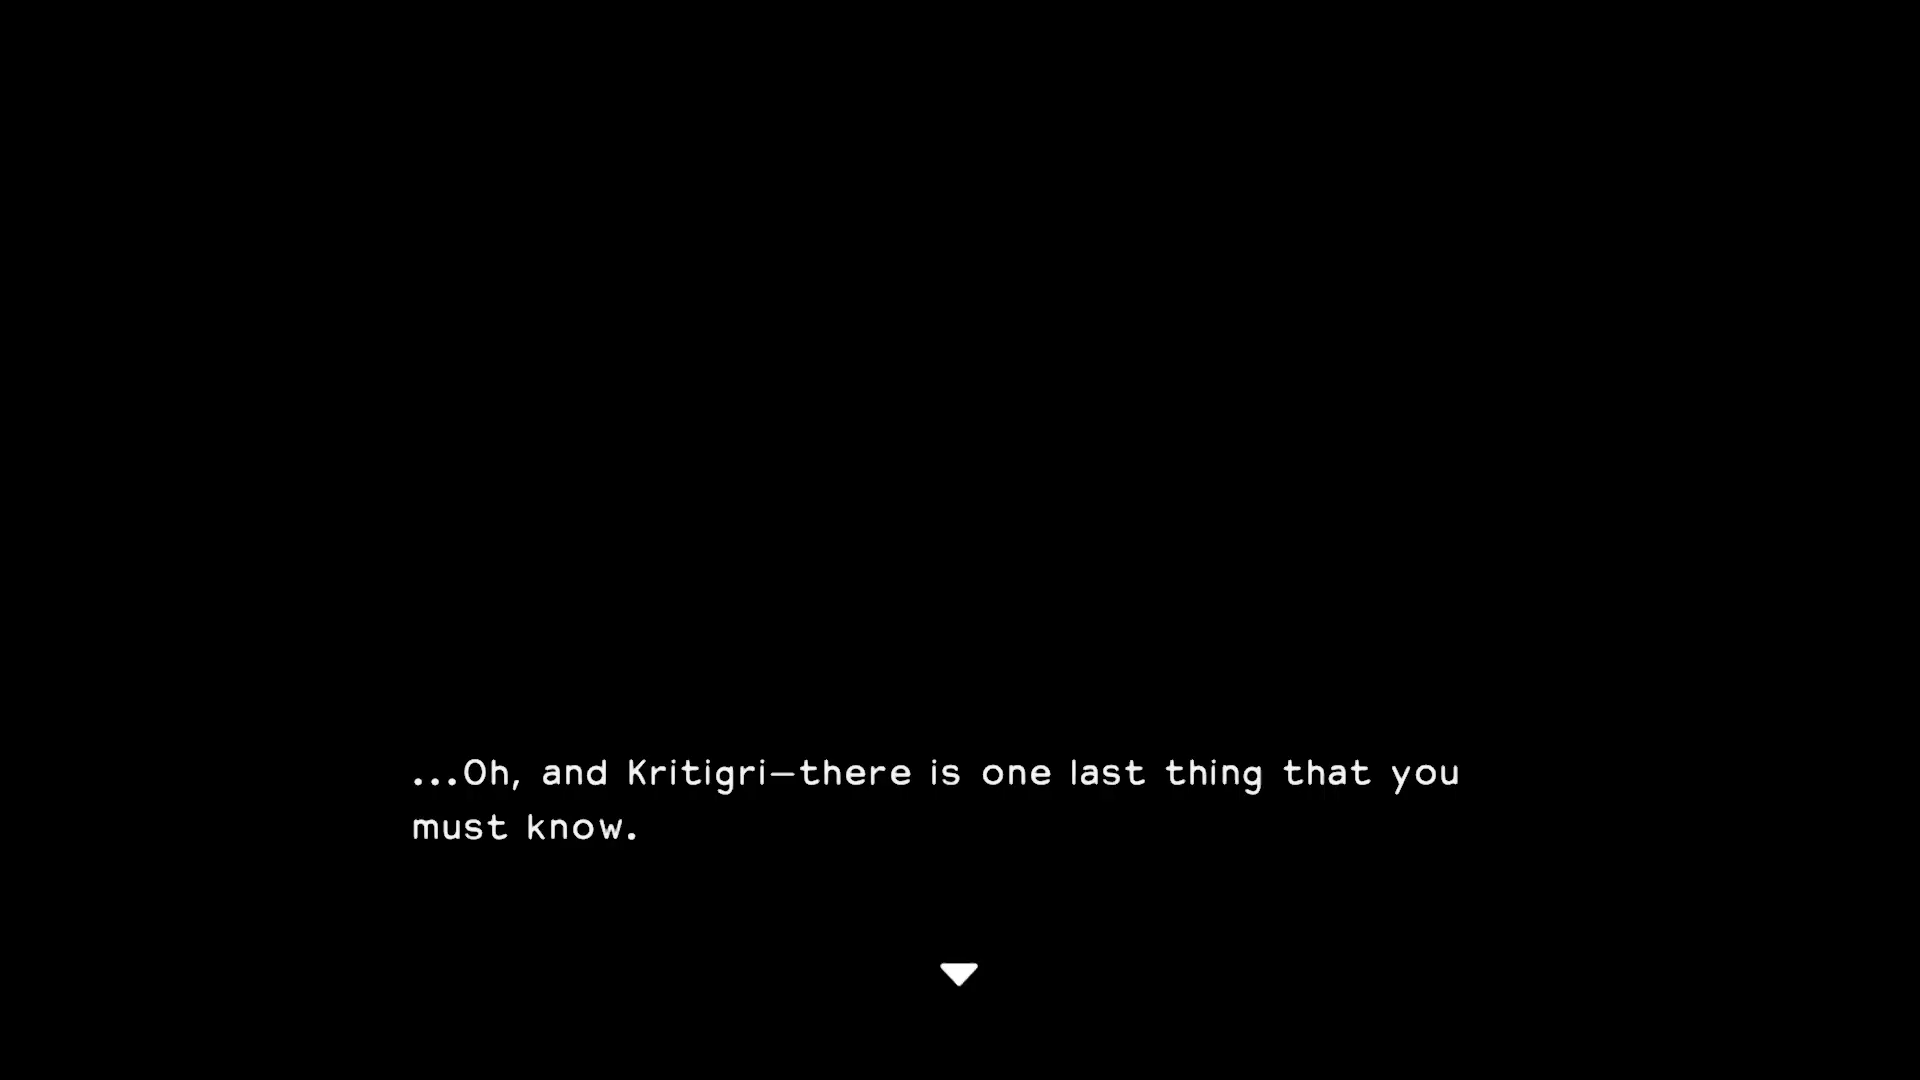 ...Oh, and Kritigri—there is one last thing that you
must know.